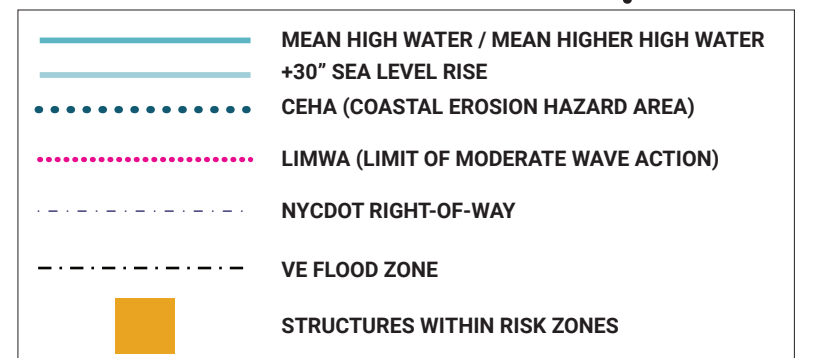 MEAN HIGH WATER / MEAN HIGHER HIGH WATER
+30” SEA LEVEL RISE
CEHA (COASTAL EROSION HAZARD AREA)
LIMWA (LIMIT OF MODERATE WAVE ACTION)
NYCDOT RIGHT-OF-WAY
VE FLOOD ZONE
STRUCTURES WITHIN RISK ZONES